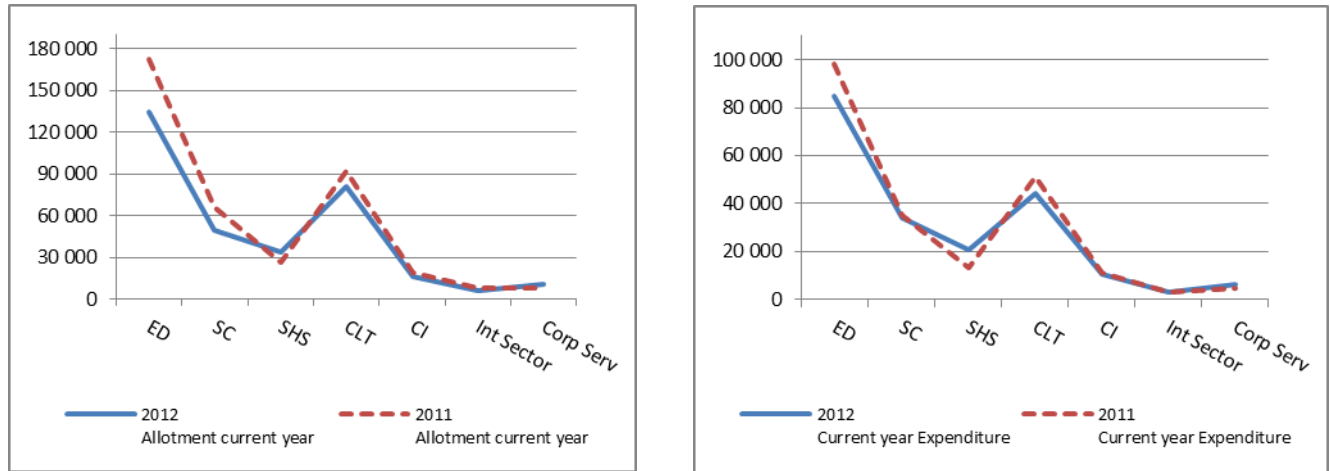 180 000
150 000
120 000
90 000
60 000
30 000
0
ED
SC
SHS
CLT
CI
Int Sector
Corp Serv
2012
Allotment current year
2011
Allotment current year
100 000
80 000
60 000
40 000
20 000
0
ED
SC
SHS
CLT
CI
Int Sector
Corp Serv
2012
Current year Expenditure
2011
Current year Expenditure